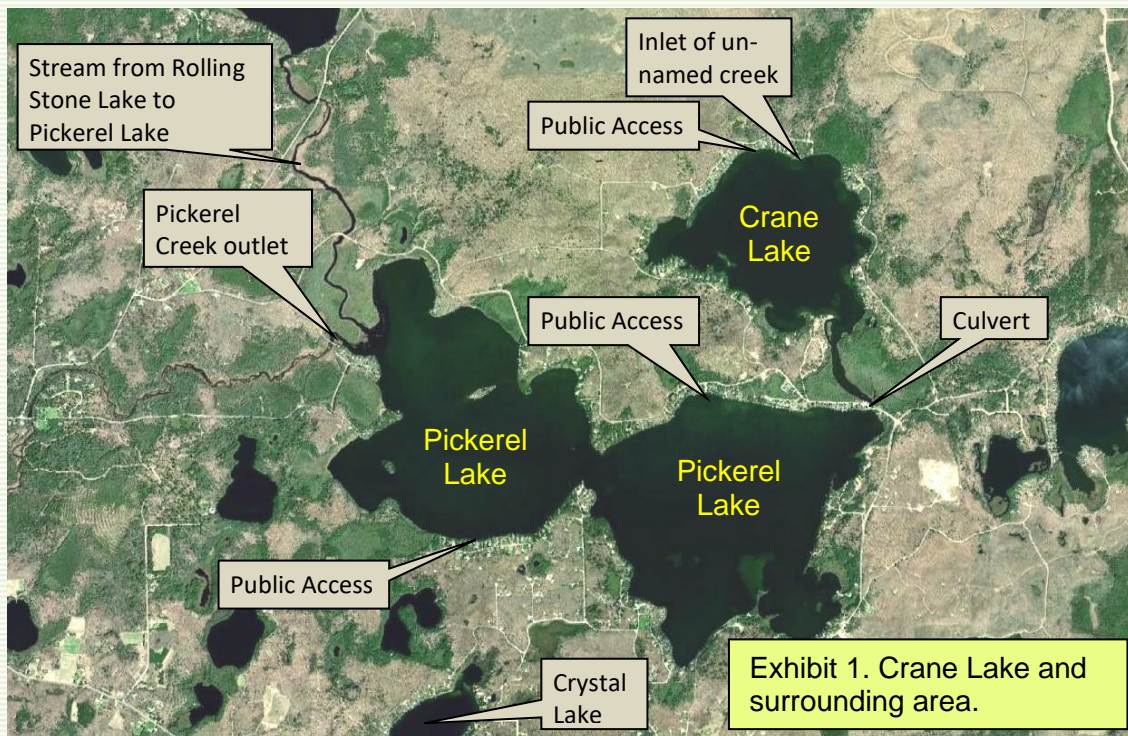 Stream from Rolling
Stone Lake to
Pickerel Lake
Inlet of un-
named creek
Public Access
Pickerel
Creek outlet
Crane
Lake
Public Access
Culvert
Pickerel
Lake
Pickerel
Lake
Public Access
Crystal
Lake
Exhibit 1. Crane Lake and
surrounding area.